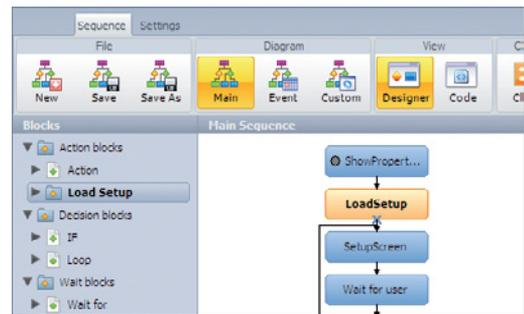 Sequence Settings
File Diagram View
New Save Save As Main Event Custom Designer Code
Blocks
Action blocks
Action
Load Setup
Decision blocks
IF
Loop
Wait blocks
Wait for
Main Sequence
ShowPropert...
LoadSetup
SetupScreen
Wait for user